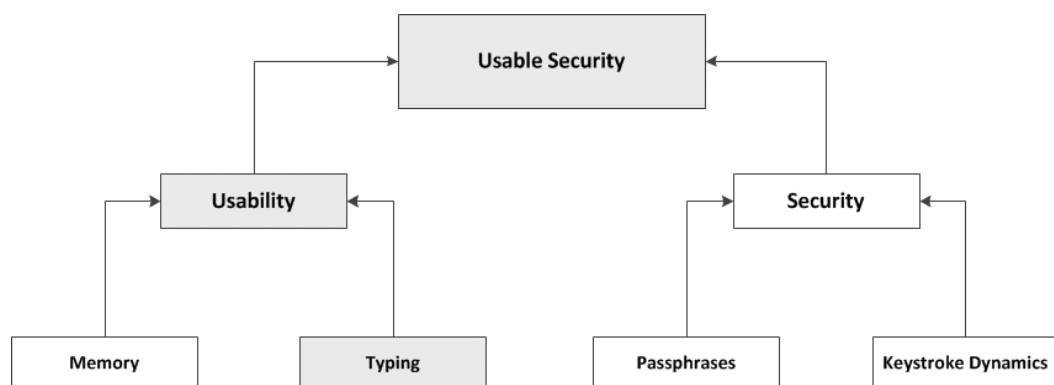 Usable Security
Usability
Security
Memory
Typing
Passphrases
Keystroke Dynamics